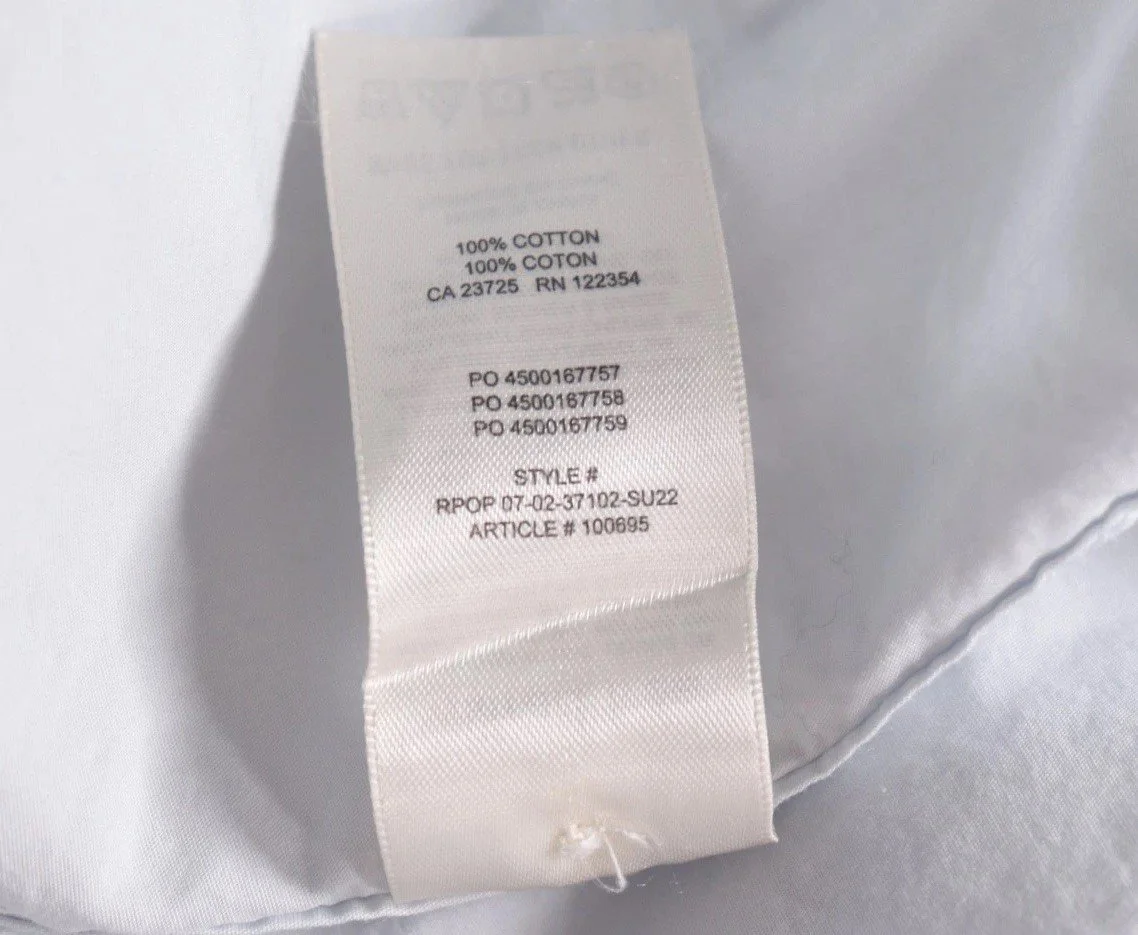 100% COTTON
100% COTON
CA 23725 RN 122354
PO 4500167757
PO 4500167758
PO 4500167759
STYLE #
RPOP 07-02-37102-SU22
ARTICLE # 100695